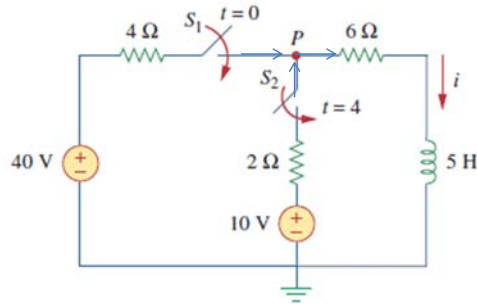 S₁ t = 0
4 Ω P 6 Ω
S₂ i
t = 4
40 V + − 2 Ω 5 H
10 V + −